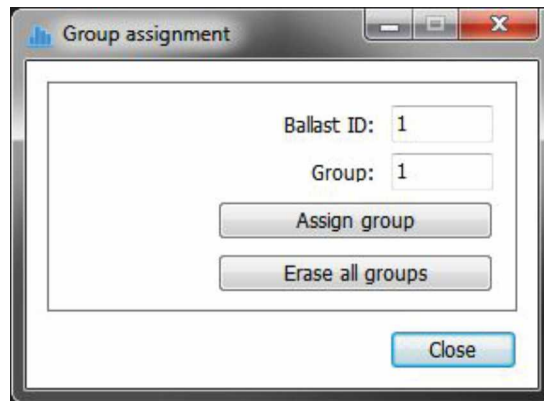 Group assignment
Ballast ID: 1
Group: 1
Assign group
Erase all groups
Close